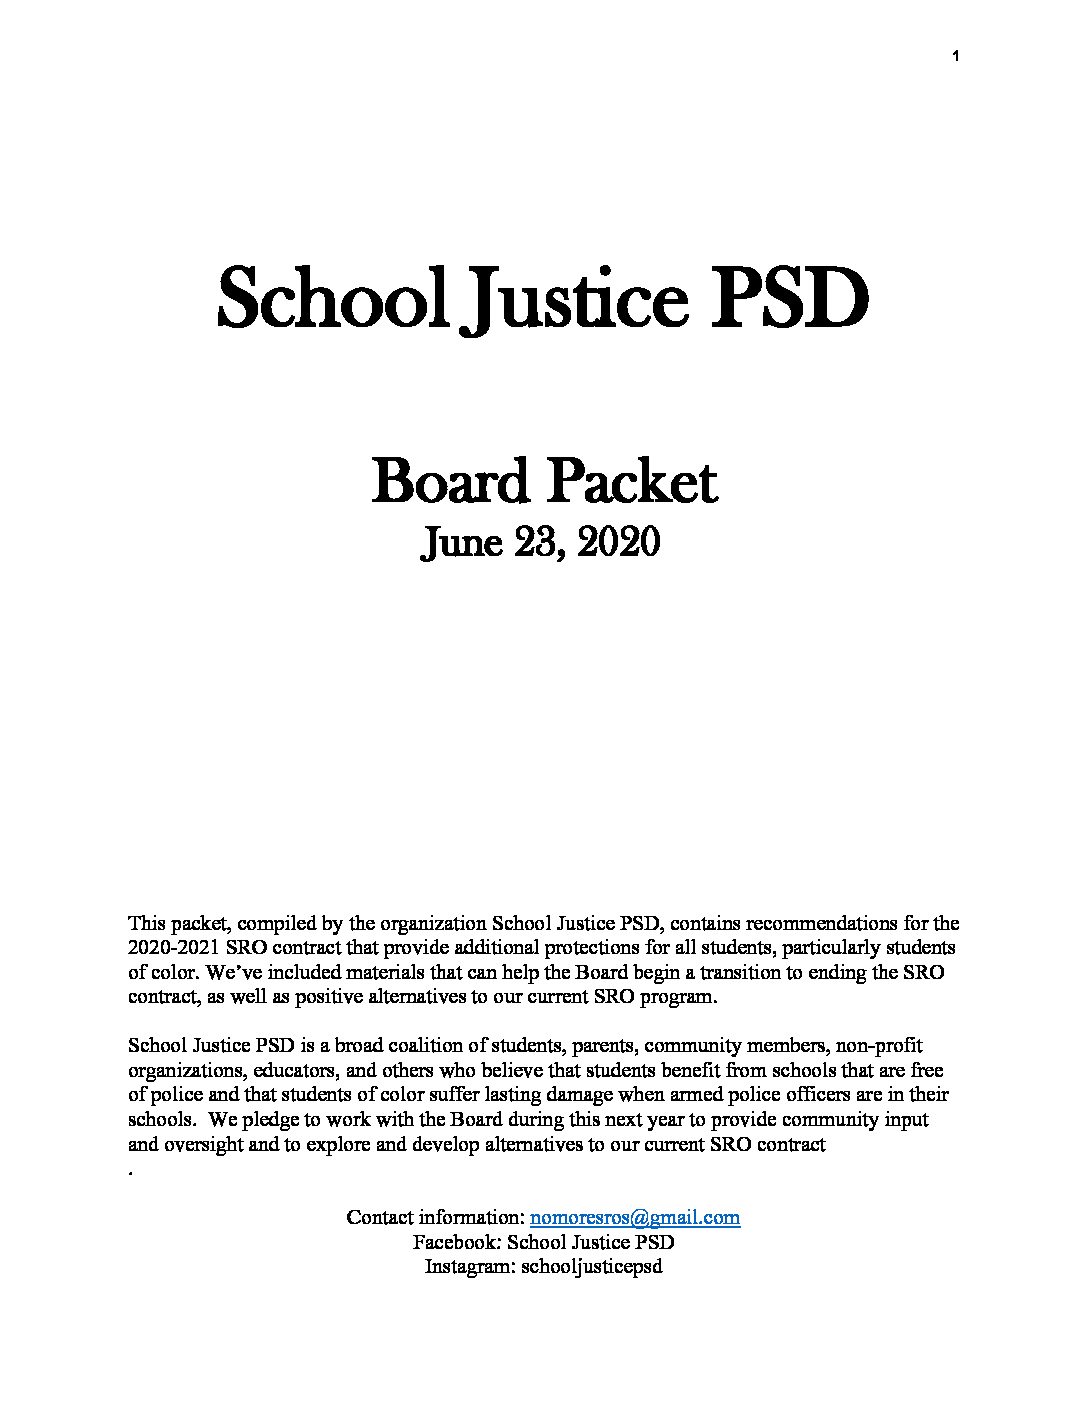 1
School Justice PSD
Board Packet
June 23, 2020
This packet, compiled by the organization School Justice PSD, contains recommendations for the
2020-2021 SRO contract that provide additional protections for all students, particularly students
of color. We’ve included materials that can help the Board begin a transition to ending the SRO
contract, as well as positive alternatives to our current SRO program.
School Justice PSD is a broad coalition of students, parents, community members, non-profit
organizations, educators, and others who believe that students benefit from schools that are free
of police and that students of color suffer lasting damage when armed police officers are in their
schools.  We pledge to work with the Board during this next year to provide community input
and oversight and to explore and develop alternatives to our current SRO contract
.
Contact information: nomoresros@gmail.com
Facebook: School Justice PSD
Instagram: schooljusticepsd